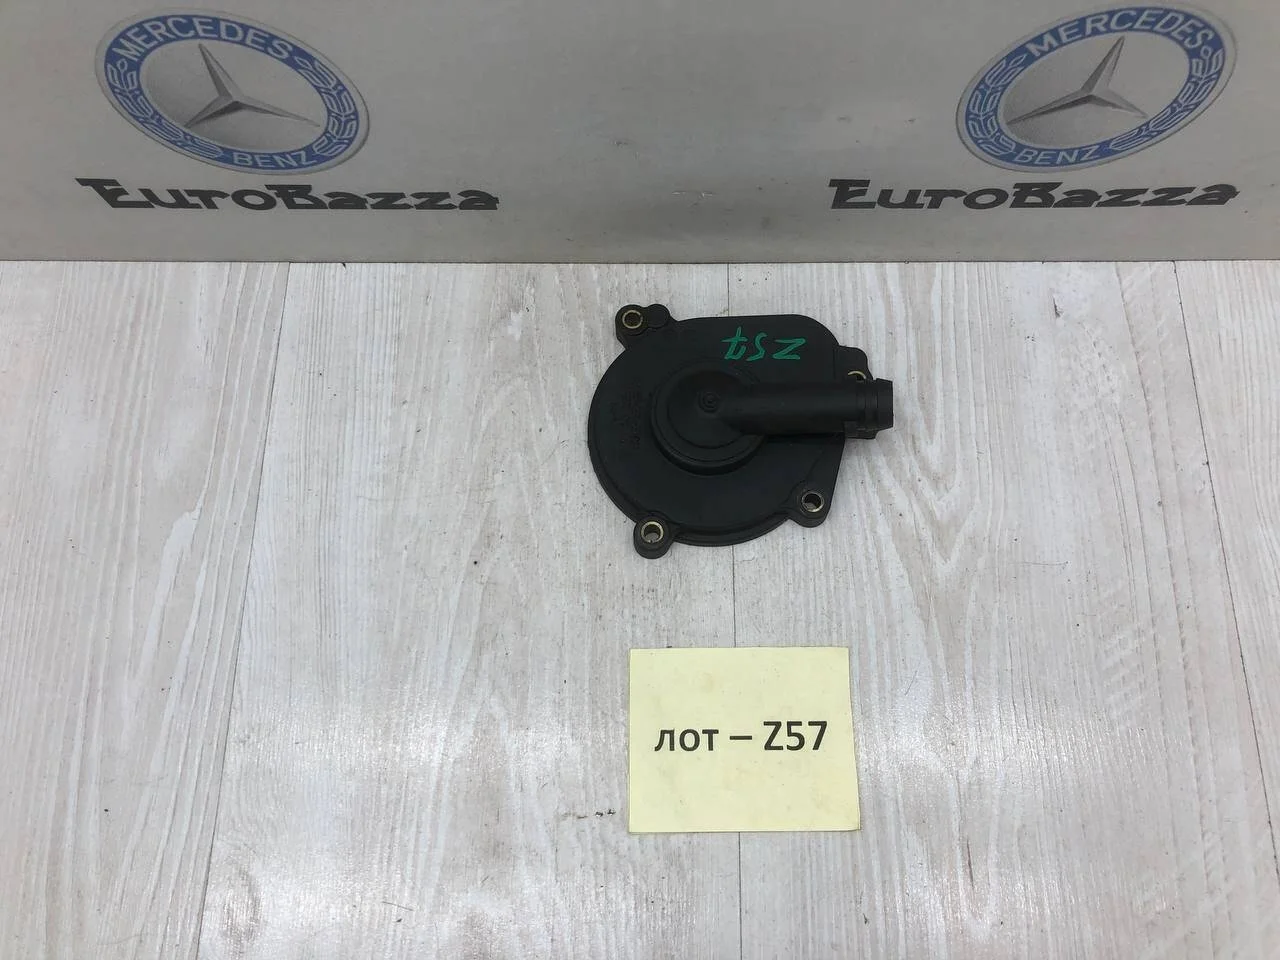 MERCEDES
BENZ
EuroBazza
MERCEDES
BENZ
EuroBazza
Z57
лот – Z57